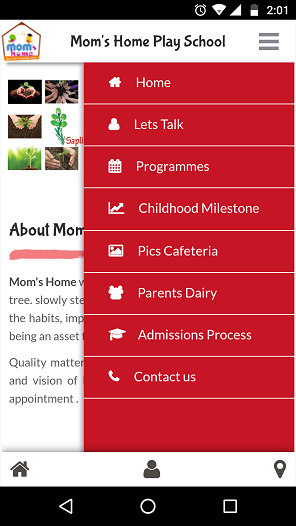 2:01
Mom's home
Mom's Home Play School
Home
Lets Talk
Programmes
Childhood Milestone
Pics Cafeteria
Parents Dairy
Admissions Process
Contact us
Sapli
About Mom
Mom's Home w
tree. slowly ste
the habits, imp
being an asset
Quality matter
and vision of
appointment .